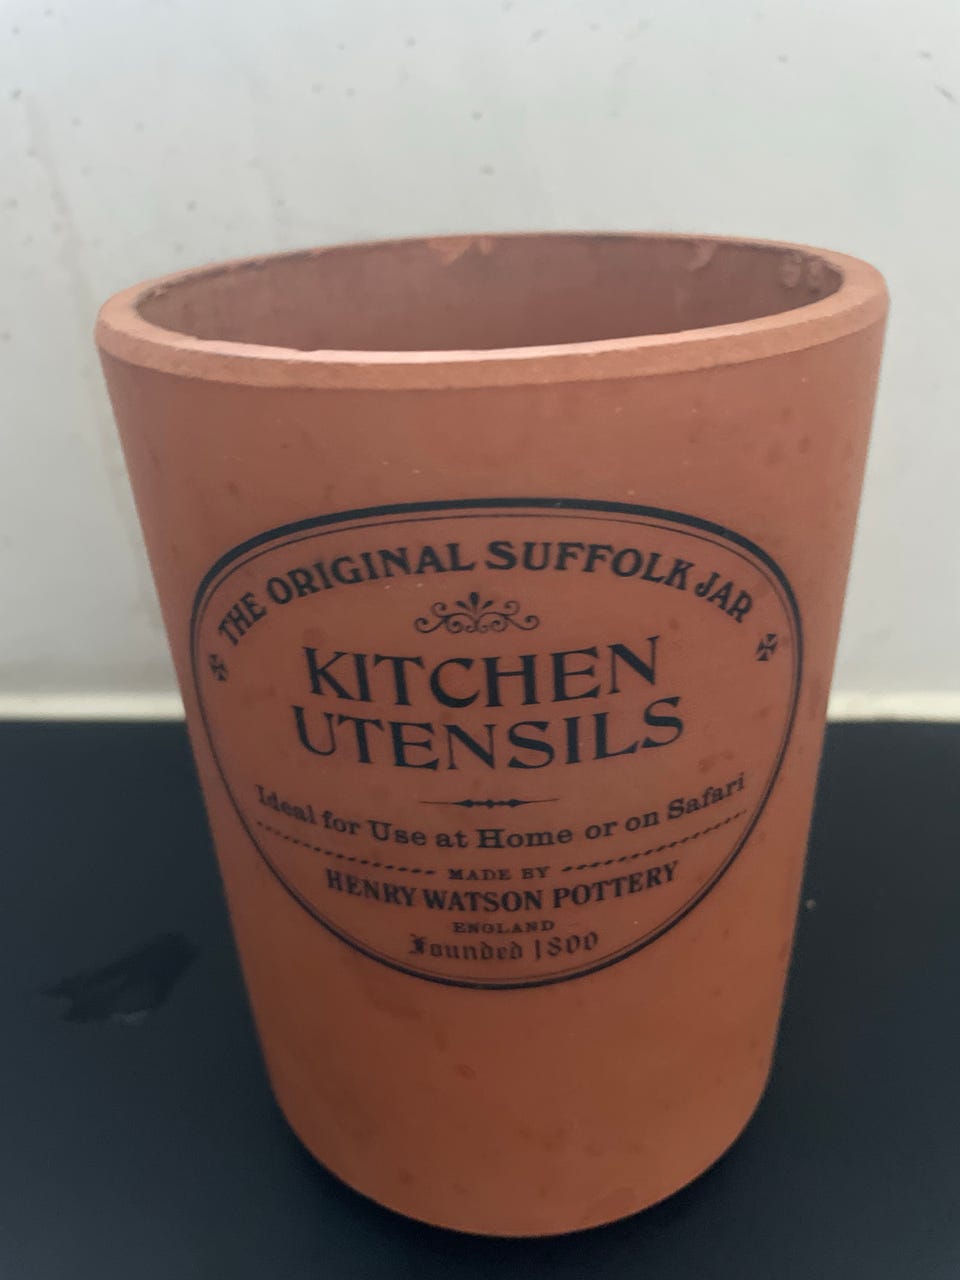 THE ORIGINAL SUFFOLK JAR
KITCHEN
UTENSILS
Ideal for Use at Home or on Safari
MADE BY
HENRY WATSON POTTERY
ENGLAND
Founded 1800